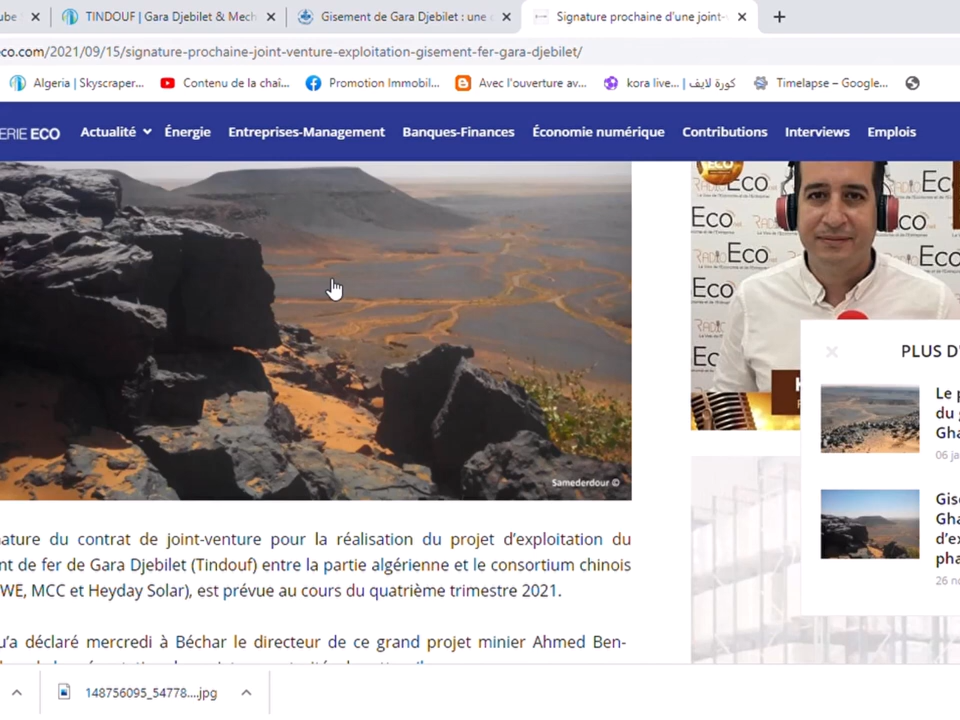 ube
TINDOUF | Gara Djebilet & Mech
Gisement de Gara Djebilet : une
Signature prochaine d'une joint-
eco.com/2021/09/15/signature-prochaine-joint-venture-exploitation-gisement-fer-gara-djebilet/
Algeria | Skyscraper...
Contenu de la chaî...
Promotion Immobil...
Avec l'ouverture av...
kora live... | كورة لايف
Timelapse – Google...
ERIE ECO
Actualité
Énergie
Entreprises-Management
Banques-Finances
Économie numérique
Contributions
Interviews
Emplois
Samederdour ©
ature du contrat de joint-venture pour la réalisation du projet d'exploitation du
nt de fer de Gara Djebilet (Tindouf) entre la partie algérienne et le consortium chinois
WE, MCC et Heyday Solar), est prévue au cours du quatrième trimestre 2021.
u'a déclaré mercredi à Béchar le directeur de ce grand projet minier Ahmed Ben-
PLUS D'
Le p
du g
Gha
06 ja
Gise
Gha
d'ex
pha
26 no
148756095_54778....jpg